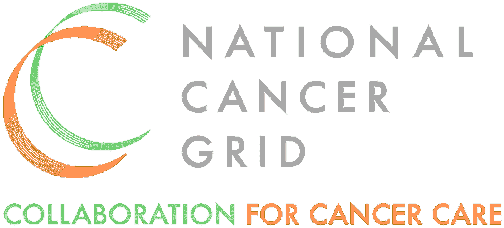 NATIONAL
CANCER
GRID
COLLABORATION FOR CANCER CARE